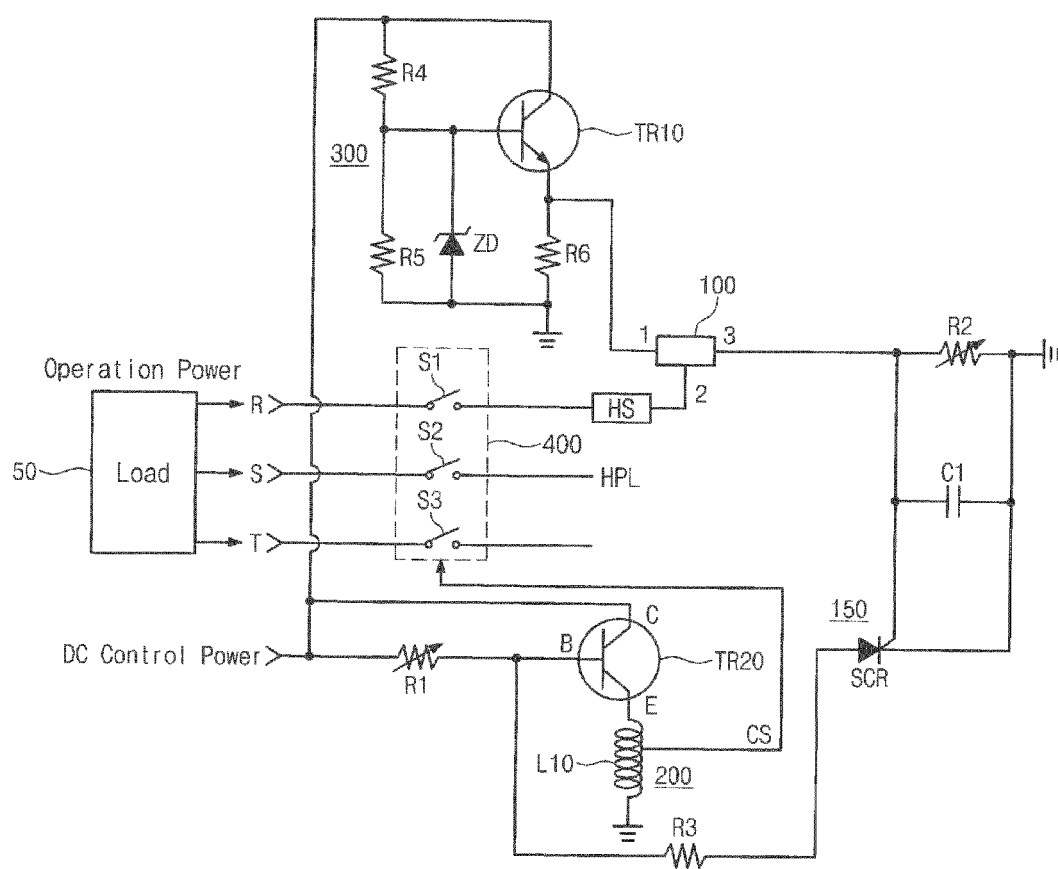 R4
TR10
300
R5
ZD
R6
100
1
3
R2
Operation Power
S1
R
HS
2
S2
400
50
Load
S
HPL
C1
S3
T
150
C
DC Control Power
B
TR20
R1
SCR
E
CS
L10
200
R3